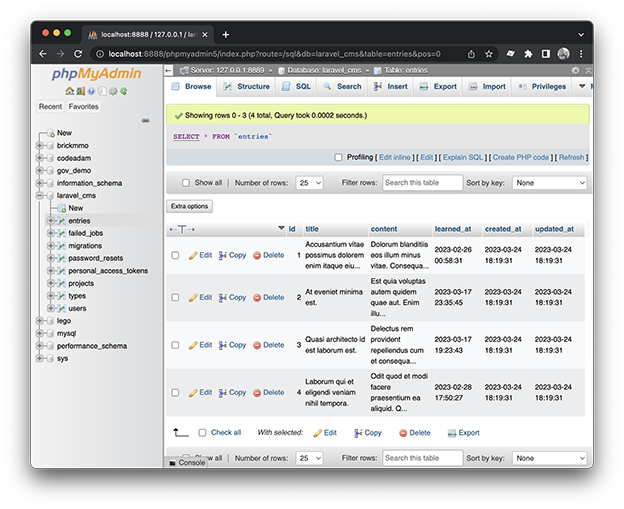 localhost:8888 / 127.0.0.1 / lar
localhost:8888/phpmyadmin5/index.php?route=/sql&db=laravel_cms&table=entries&pos=0
phpMyAdmin
Recent Favorites
New
brickmmo
codeadam
gov_demo
information_schema
laravel_cms
New
entries
failed_jobs
migrations
password_resets
personal_access_tokens
projects
types
users
lego
mysql
performance_schema
sys
Server: 127.0.0.1:8889 » Database: laravel_cms » Table: entries
Browse Structure SQL Search Insert Export Import Privileges
Showing rows 0 - 3 (4 total, Query took 0.0002 seconds.)
SELECT * FROM `entries`
Profiling [ Edit inline ] [ Edit ] [ Explain SQL ] [ Create PHP code ] [ Refresh ]
Show all | Number of rows: 25 Filter rows: Search this table Sort by key: None
Extra options
id title content learned_at created_at updated_at
Edit Copy Delete 1 Accusantium vitae possimus dolorem enim itaque eiu... Dolorum blanditiis eos illum minus vitae. Consequa... 2023-02-26 00:58:31 2023-03-24 18:19:31 2023-03-24 18:19:31
Edit Copy Delete 2 At eveniet minima est. Est quia voluptas autem quidem quae aut. Enim illu... 2023-03-17 23:35:45 2023-03-24 18:19:31 2023-03-24 18:19:31
Edit Copy Delete 3 Quasi architecto id est laborum est. Delectus rem provident repellendus cum et consequa... 2023-03-17 19:23:43 2023-03-24 18:19:31 2023-03-24 18:19:31
Edit Copy Delete 4 Laborum qui et eligendi veniam nihil tempora. Odit quod et modi facere praesentium ea aliquid. Q... 2023-02-28 17:50:27 2023-03-24 18:19:31 2023-03-24 18:19:31
Check all With selected: Edit Copy Delete Export
Show all | Number of rows: 25 Filter rows: Search this table Sort by key: None
Console